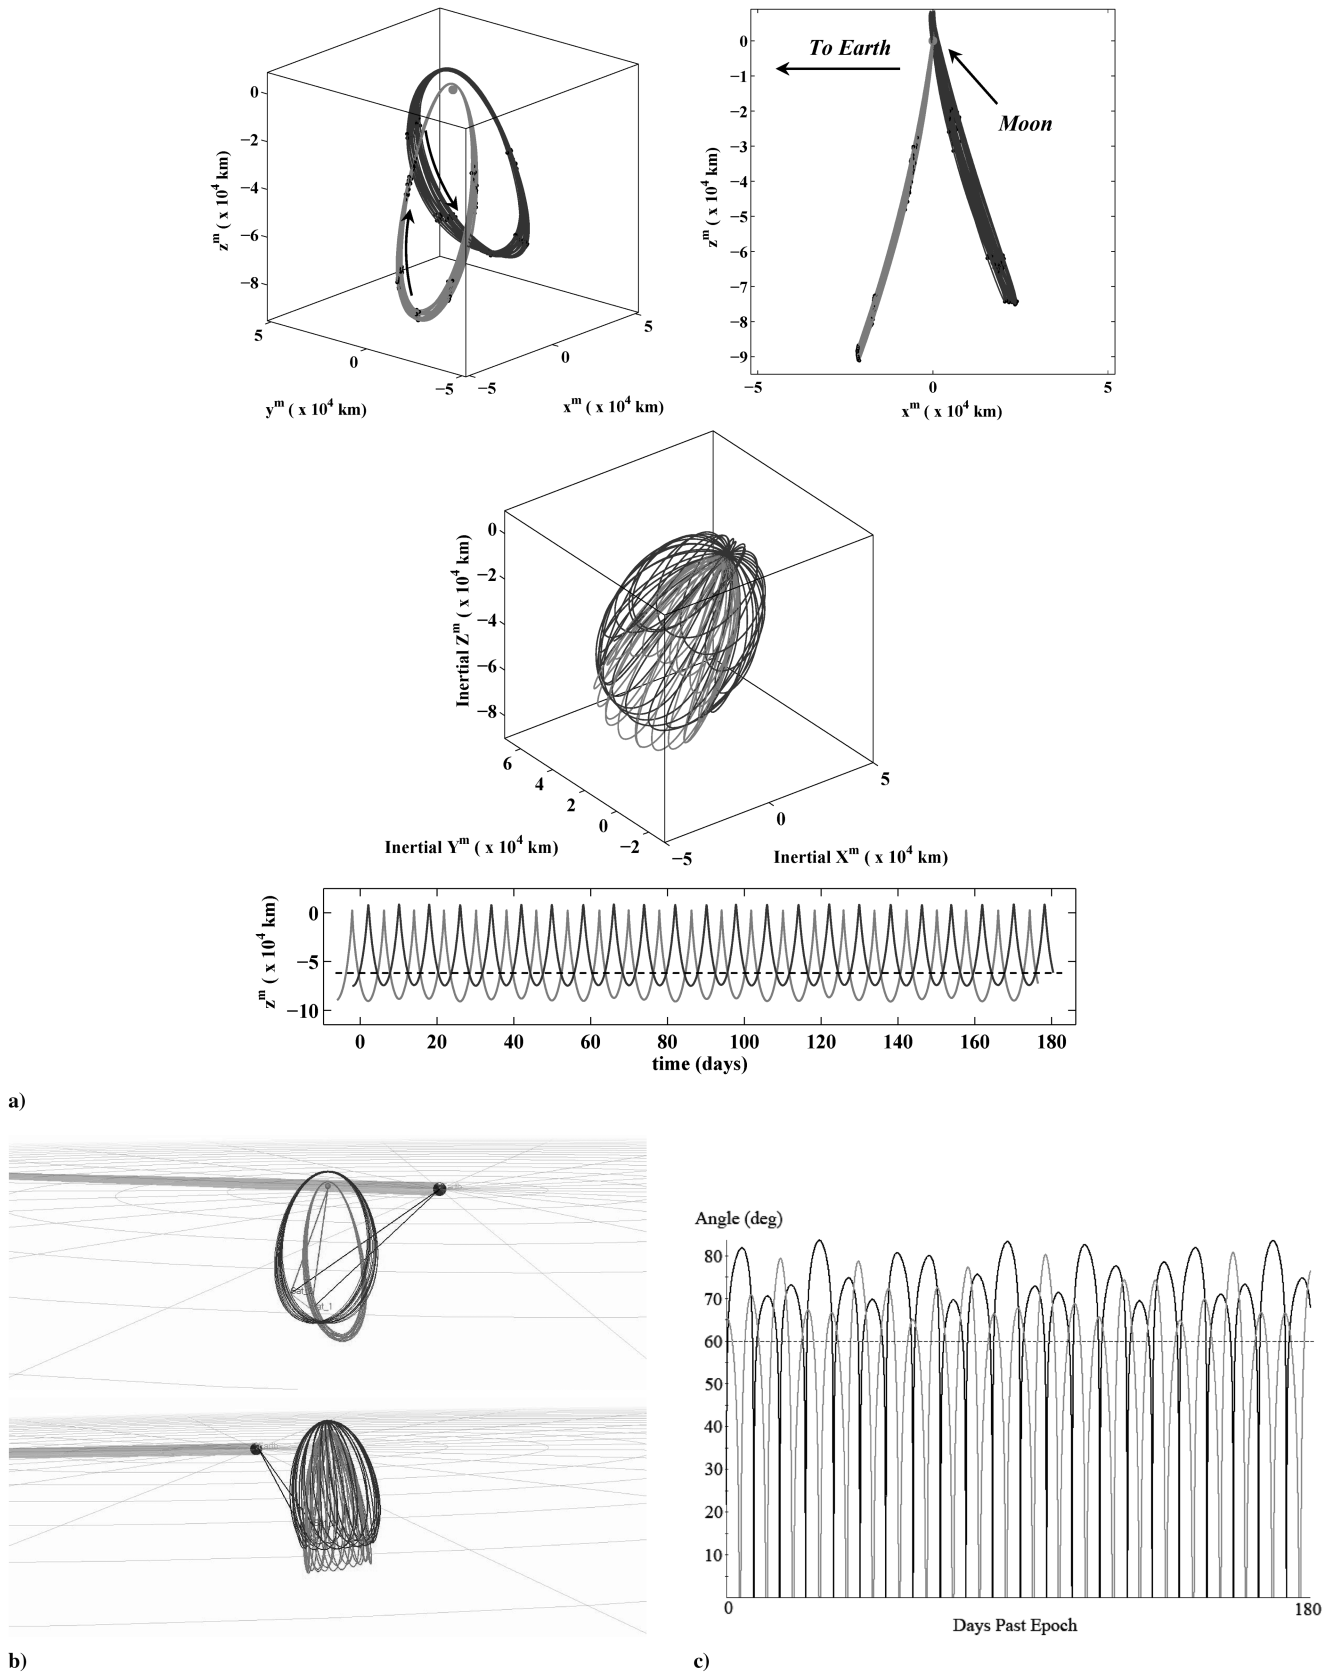 0
−2
−4
−6
−8
z^m ( x 10^4 km)
5
0
−5
y^m ( x 10^4 km)
−5
0
5
x^m ( x 10^4 km)
To Earth
Moon
0
−1
−2
−3
−4
−5
−6
−7
−8
−9
z^m ( x 10^4 km)
−5
0
5
x^m ( x 10^4 km)
0
−2
−4
−6
−8
Inertial Z^m ( x 10^4 km)
6
4
2
0
−2
Inertial Y^m ( x 10^4 km)
−5
0
5
Inertial X^m ( x 10^4 km)
0
−5
−10
z^m ( x 10^4 km)
0 20 40 60 80 100 120 140 160 180
time (days)
a)
b)
Angle (deg)
80
70
60
50
40
30
20
10
0 180
Days Past Epoch
c)